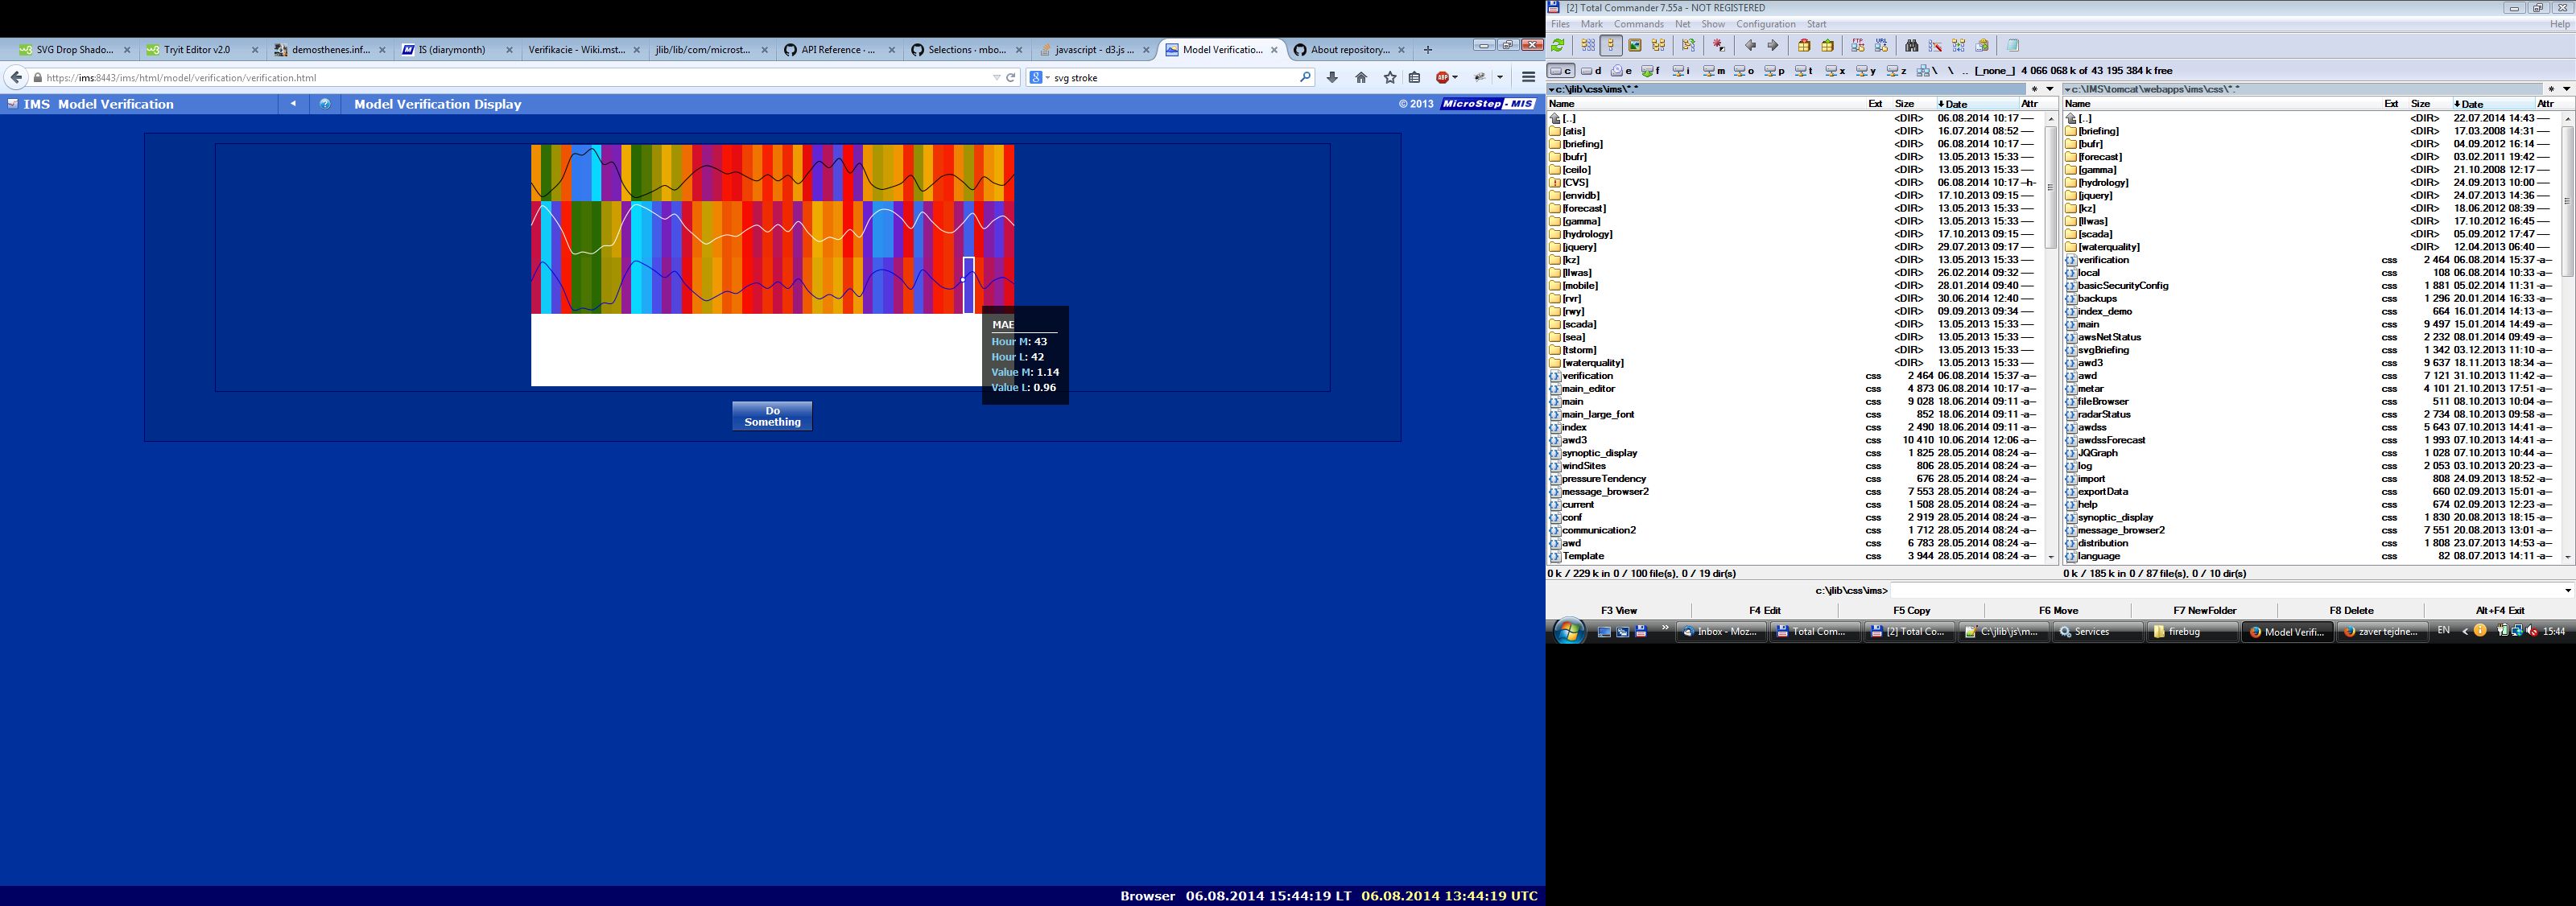 SVG Drop Shado...
Tryit Editor v2.0
demosthenes.inf...
IS (diarymonth)
Verifikacie - Wiki.mst...
jlib/lib/com/microst...
API Reference · ...
Selections · mbo...
javascript - d3.js ...
Model Verificatio...
About repository...
https://ims:8443/ims/html/model/verification/verification.html
svg stroke
IMS Model Verification
Model Verification Display
© 2013 MicroStep-MIS
MAE
Hour M: 43
Hour L: 42
Value M: 1.14
Value L: 0.96
Do
Something
Browser 06.08.2014 15:44:19 LT 06.08.2014 13:44:19 UTC
[2] Total Commander 7.55a - NOT REGISTERED
Files Mark Commands Net Show Configuration Start Help
c d e f i m o p t x y z \ \ .. [_none_] 4 066 068 k of 43 195 384 k free
c:\jlib\css\ims\*.*
Name Ext Size Date Attr
[..] <DIR> 06.08.2014 10:17 ----
[atis] <DIR> 16.07.2014 08:52 ----
[briefing] <DIR> 06.08.2014 10:17 ----
[bufr] <DIR> 13.05.2013 15:33 ----
[ceilo] <DIR> 13.05.2013 15:33 ----
[CVS] <DIR> 06.08.2014 10:17 --h-
[envidb] <DIR> 17.10.2013 09:15 ----
[forecast] <DIR> 13.05.2013 15:33 ----
[gamma] <DIR> 13.05.2013 15:33 ----
[hydrology] <DIR> 17.10.2013 09:15 ----
[jquery] <DIR> 29.07.2013 09:17 ----
[kz] <DIR> 13.05.2013 15:33 ----
[llwas] <DIR> 26.02.2014 09:32 ----
[mobile] <DIR> 28.01.2014 09:40 ----
[rvr] <DIR> 30.06.2014 12:40 ----
[rwy] <DIR> 09.09.2013 09:34 ----
[scada] <DIR> 13.05.2013 15:33 ----
[sea] <DIR> 13.05.2013 15:33 ----
[tstorm] <DIR> 13.05.2013 15:33 ----
[waterquality] <DIR> 13.05.2013 15:33 ----
verification css 2 464 06.08.2014 15:37 -a--
main_editor css 4 873 06.08.2014 10:17 -a--
main css 9 028 18.06.2014 09:11 -a--
main_large_font css 852 18.06.2014 09:11 -a--
index css 2 490 18.06.2014 09:11 -a--
awd3 css 10 410 10.06.2014 12:06 -a--
synoptic_display css 1 825 28.05.2014 08:24 -a--
windSites css 806 28.05.2014 08:24 -a--
pressureTendency css 676 28.05.2014 08:24 -a--
message_browser2 css 7 553 28.05.2014 08:24 -a--
current css 1 508 28.05.2014 08:24 -a--
conf css 2 919 28.05.2014 08:24 -a--
communication2 css 1 712 28.05.2014 08:24 -a--
awd css 6 783 28.05.2014 08:24 -a--
Template css 3 944 28.05.2014 08:24 -a--
0 k / 229 k in 0 / 100 file(s), 0 / 19 dir(s)
c:\IMS\tomcat\webapps\ims\css\*.*
Name Ext Size Date Attr
[..] <DIR> 22.07.2014 14:43 ----
[briefing] <DIR> 17.03.2008 14:31 ----
[bufr] <DIR> 04.09.2012 16:14 ----
[forecast] <DIR> 03.02.2011 19:42 ----
[gamma] <DIR> 21.10.2008 12:17 ----
[hydrology] <DIR> 24.09.2013 10:00 ----
[jquery] <DIR> 24.07.2013 14:36 ----
[kz] <DIR> 18.06.2012 08:39 ----
[llwas] <DIR> 17.10.2012 16:45 ----
[scada] <DIR> 05.09.2012 17:47 ----
[waterquality] <DIR> 12.04.2013 06:40 ----
verification css 2 464 06.08.2014 15:37 -a--
local css 108 06.08.2014 10:33 -a--
basicSecurityConfig css 1 881 05.02.2014 11:31 -a--
backups css 1 296 20.01.2014 16:33 -a--
index_demo css 664 16.01.2014 14:13 -a--
main css 9 497 15.01.2014 14:49 -a--
awsNetStatus css 2 232 08.01.2014 09:49 -a--
svgBriefing css 1 342 03.12.2013 11:10 -a--
awd3 css 9 637 18.11.2013 18:34 -a--
awd css 7 121 31.10.2013 11:42 -a--
metar css 4 101 21.10.2013 17:51 -a--
fileBrowser css 511 08.10.2013 10:04 -a--
radarStatus css 2 734 08.10.2013 09:58 -a--
awdss css 5 643 07.10.2013 14:41 -a--
awdssForecast css 1 993 07.10.2013 14:41 -a--
JQGraph css 1 028 07.10.2013 10:44 -a--
log css 2 053 03.10.2013 20:23 -a--
import css 808 24.09.2013 18:52 -a--
exportData css 660 02.09.2013 15:01 -a--
help css 674 02.09.2013 12:23 -a--
synoptic_display css 1 830 20.08.2013 18:15 -a--
message_browser2 css 7 551 20.08.2013 13:01 -a--
distribution css 1 808 23.07.2013 14:53 -a--
language css 82 08.07.2013 14:11 -a--
0 k / 185 k in 0 / 87 file(s), 0 / 10 dir(s)
c:\jlib\css\ims>
F3 View F4 Edit F5 Copy F6 Move F7 NewFolder F8 Delete Alt+F4 Exit
Inbox - Moz... Total Com... [2] Total Co... C:\jlib\js\m... Services firebug Model Verifi... zaver tejdne... EN 15:44